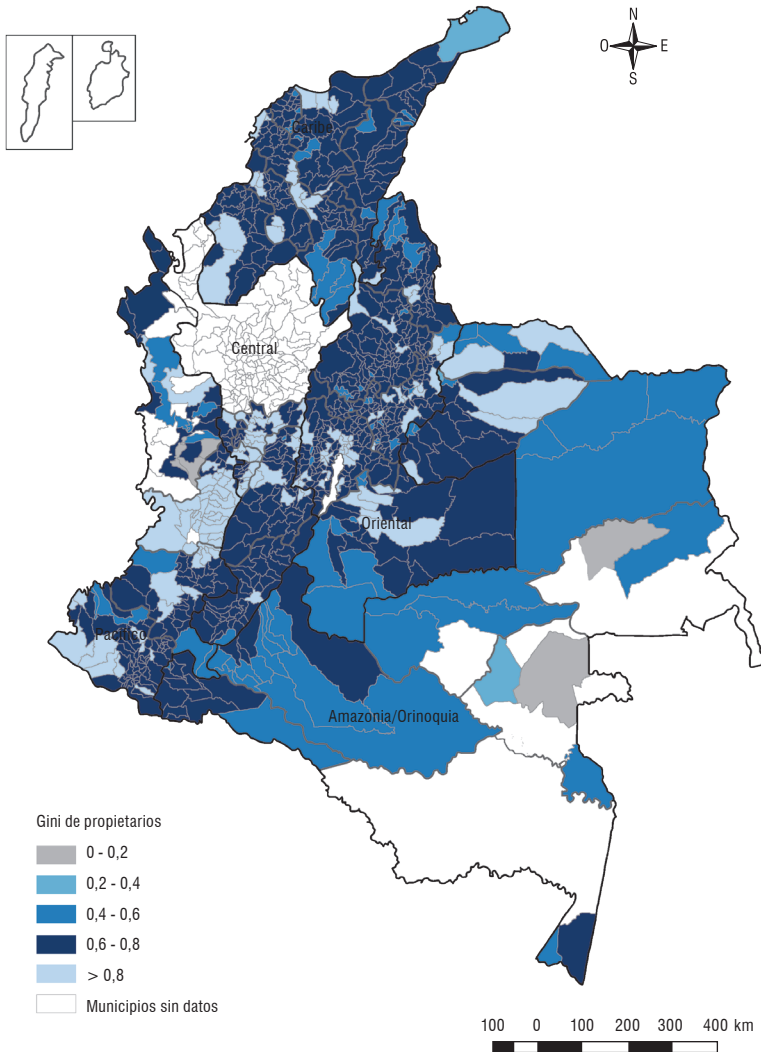 N
O E
S
Caribe
Central
Oriental
Pacífico
Amazonia/Orinoquia
Gini de propietarios
0 - 0,2
0,2 - 0,4
0,4 - 0,6
0,6 - 0,8
> 0,8
Municipios sin datos
100 0 100 200 300 400 km